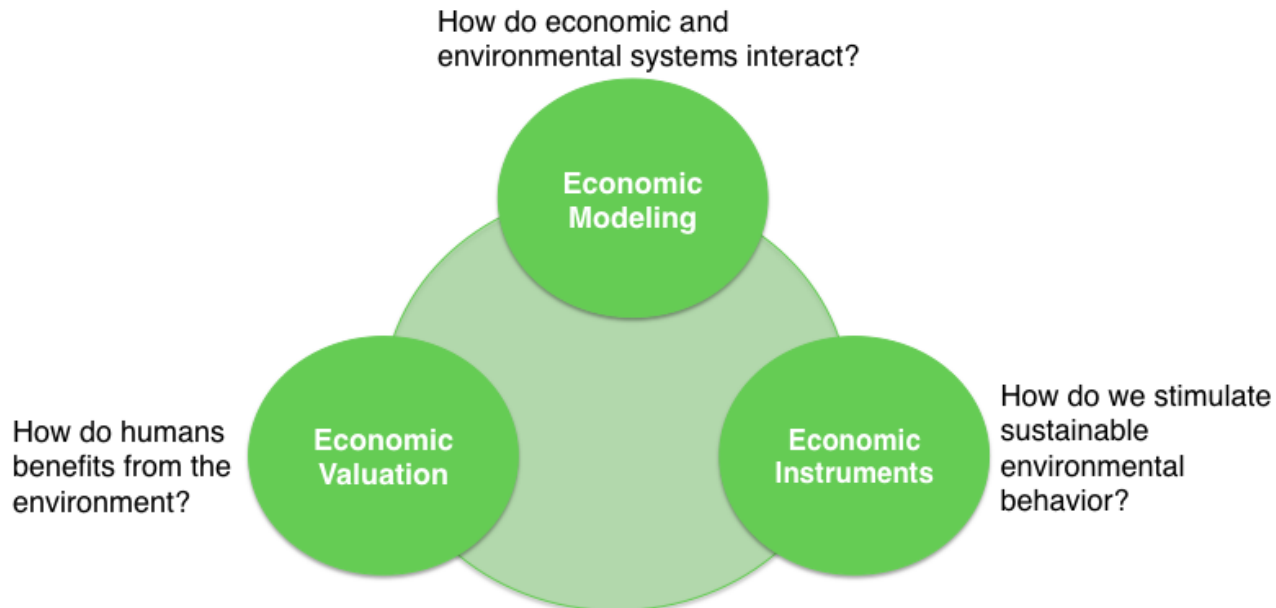 How do economic and
environmental systems interact?
Economic
Modeling
How do humans
benefits from the
environment?
Economic
Valuation
Economic
Instruments
How do we stimulate
sustainable
environmental
behavior?